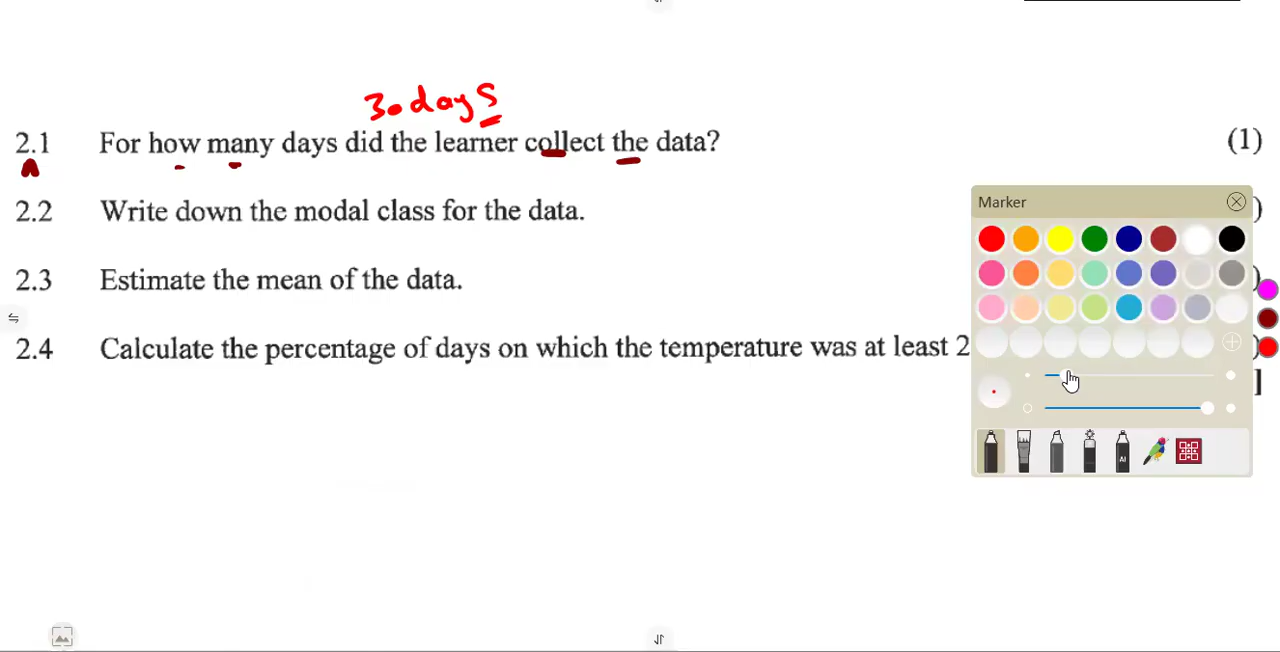 30 days
2.1 For how many days did the learner collect the data? (1)
2.2 Write down the modal class for the data. )
2.3 Estimate the mean of the data. )
2.4 Calculate the percentage of days on which the temperature was at least 2 )
]
Marker
AI